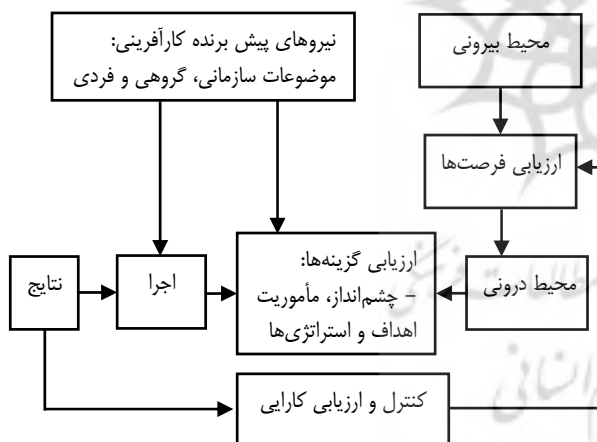 نیروهای پیش برنده کارآفرینی:
موضوعات سازمانی، گروهی و فردی
محیط بیرونی
ارزیابی فرصت‌ها
محیط درونی
ارزیابی گزینه‌ها:
– چشم‌انداز، مأموریت
اهداف و استراتژی‌ها
اجرا
نتایج
کنترل و ارزیابی کارایی